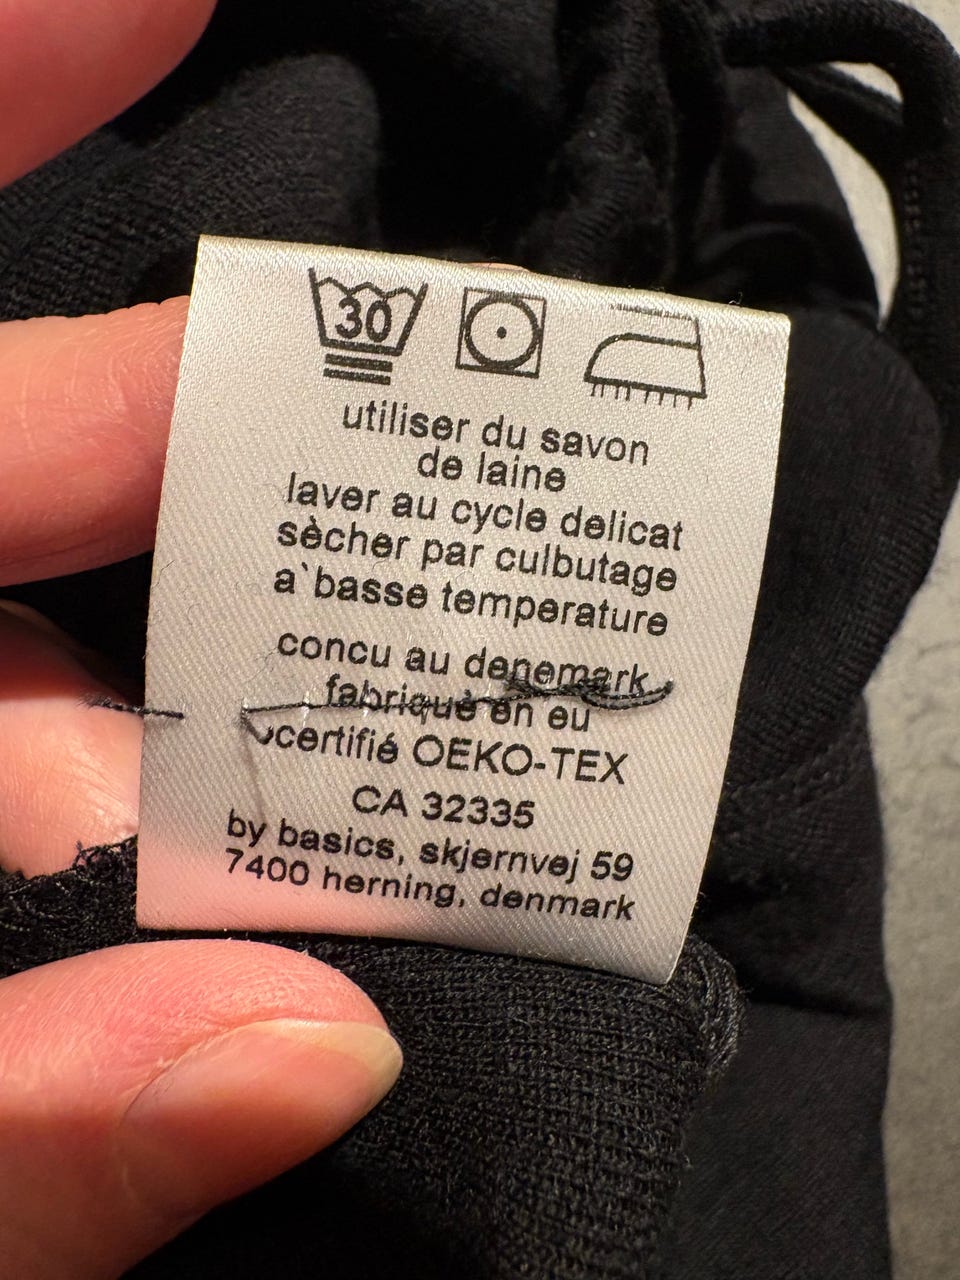 30
utiliser du savon
de laine
laver au cycle delicat
sècher par culbutage
a`basse temperature
concu au denemark
fabriquè en eu
certifié OEKO-TEX
CA 32335
by basics, skjernvej 59
7400 herning, denmark